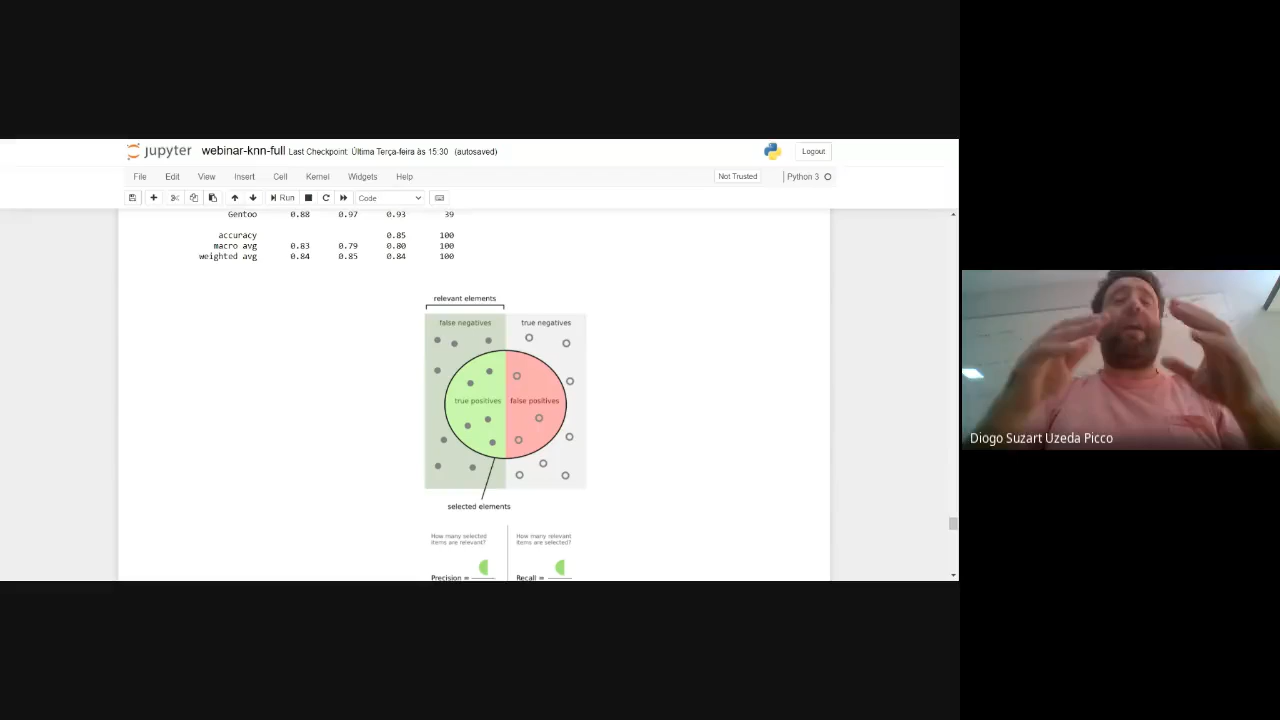 jupyter webinar-knn-full Last Checkpoint: Última Terça-feira às 15:30 (autosaved) Logout
File Edit View Insert Cell Kernel Widgets Help Not Trusted Python 3
Run Code
Gentoo 0.88 0.97 0.93 39
accuracy 0.85 100
macro avg 0.83 0.79 0.80 100
weighted avg 0.84 0.85 0.84 100
relevant elements
false negatives true negatives
true positives false positives
selected elements
How many selected
items are relevant?
How many relevant
items are selected?
Precision =
Recall =
Diogo Suzart Uzeda Picco